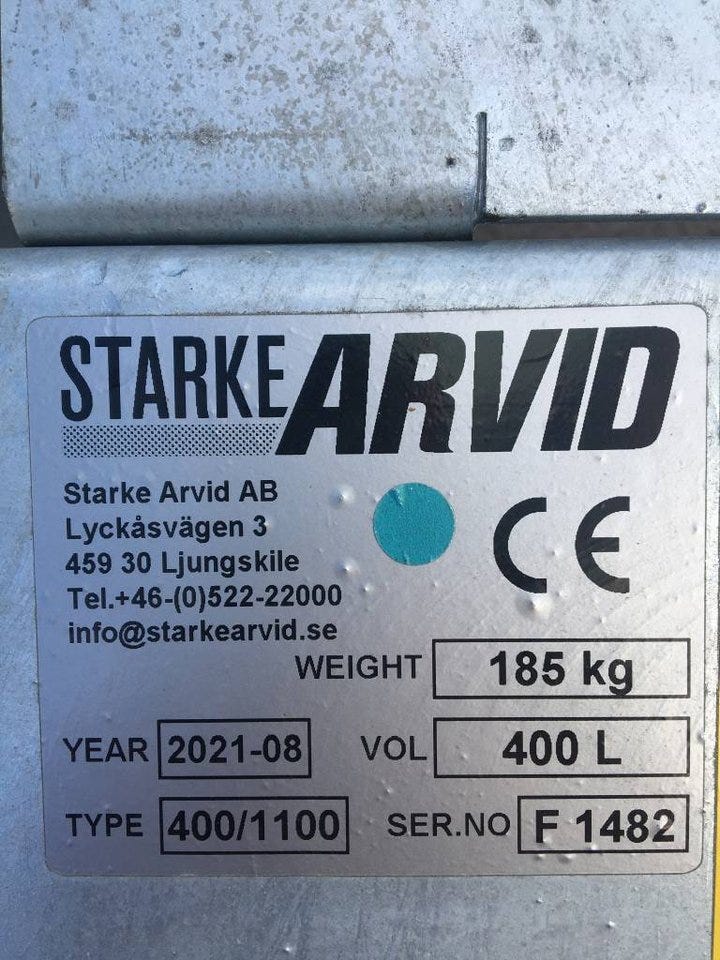 STARKE ARVID
Starke Arvid AB
Lyckåsvägen 3
459 30 Ljungskile
Tel.+46-(0)522-22000
info@starkearvid.se
CE
WEIGHT 185 kg
YEAR 2021-08 VOL 400 L
TYPE 400/1100 SER.NO F 1482